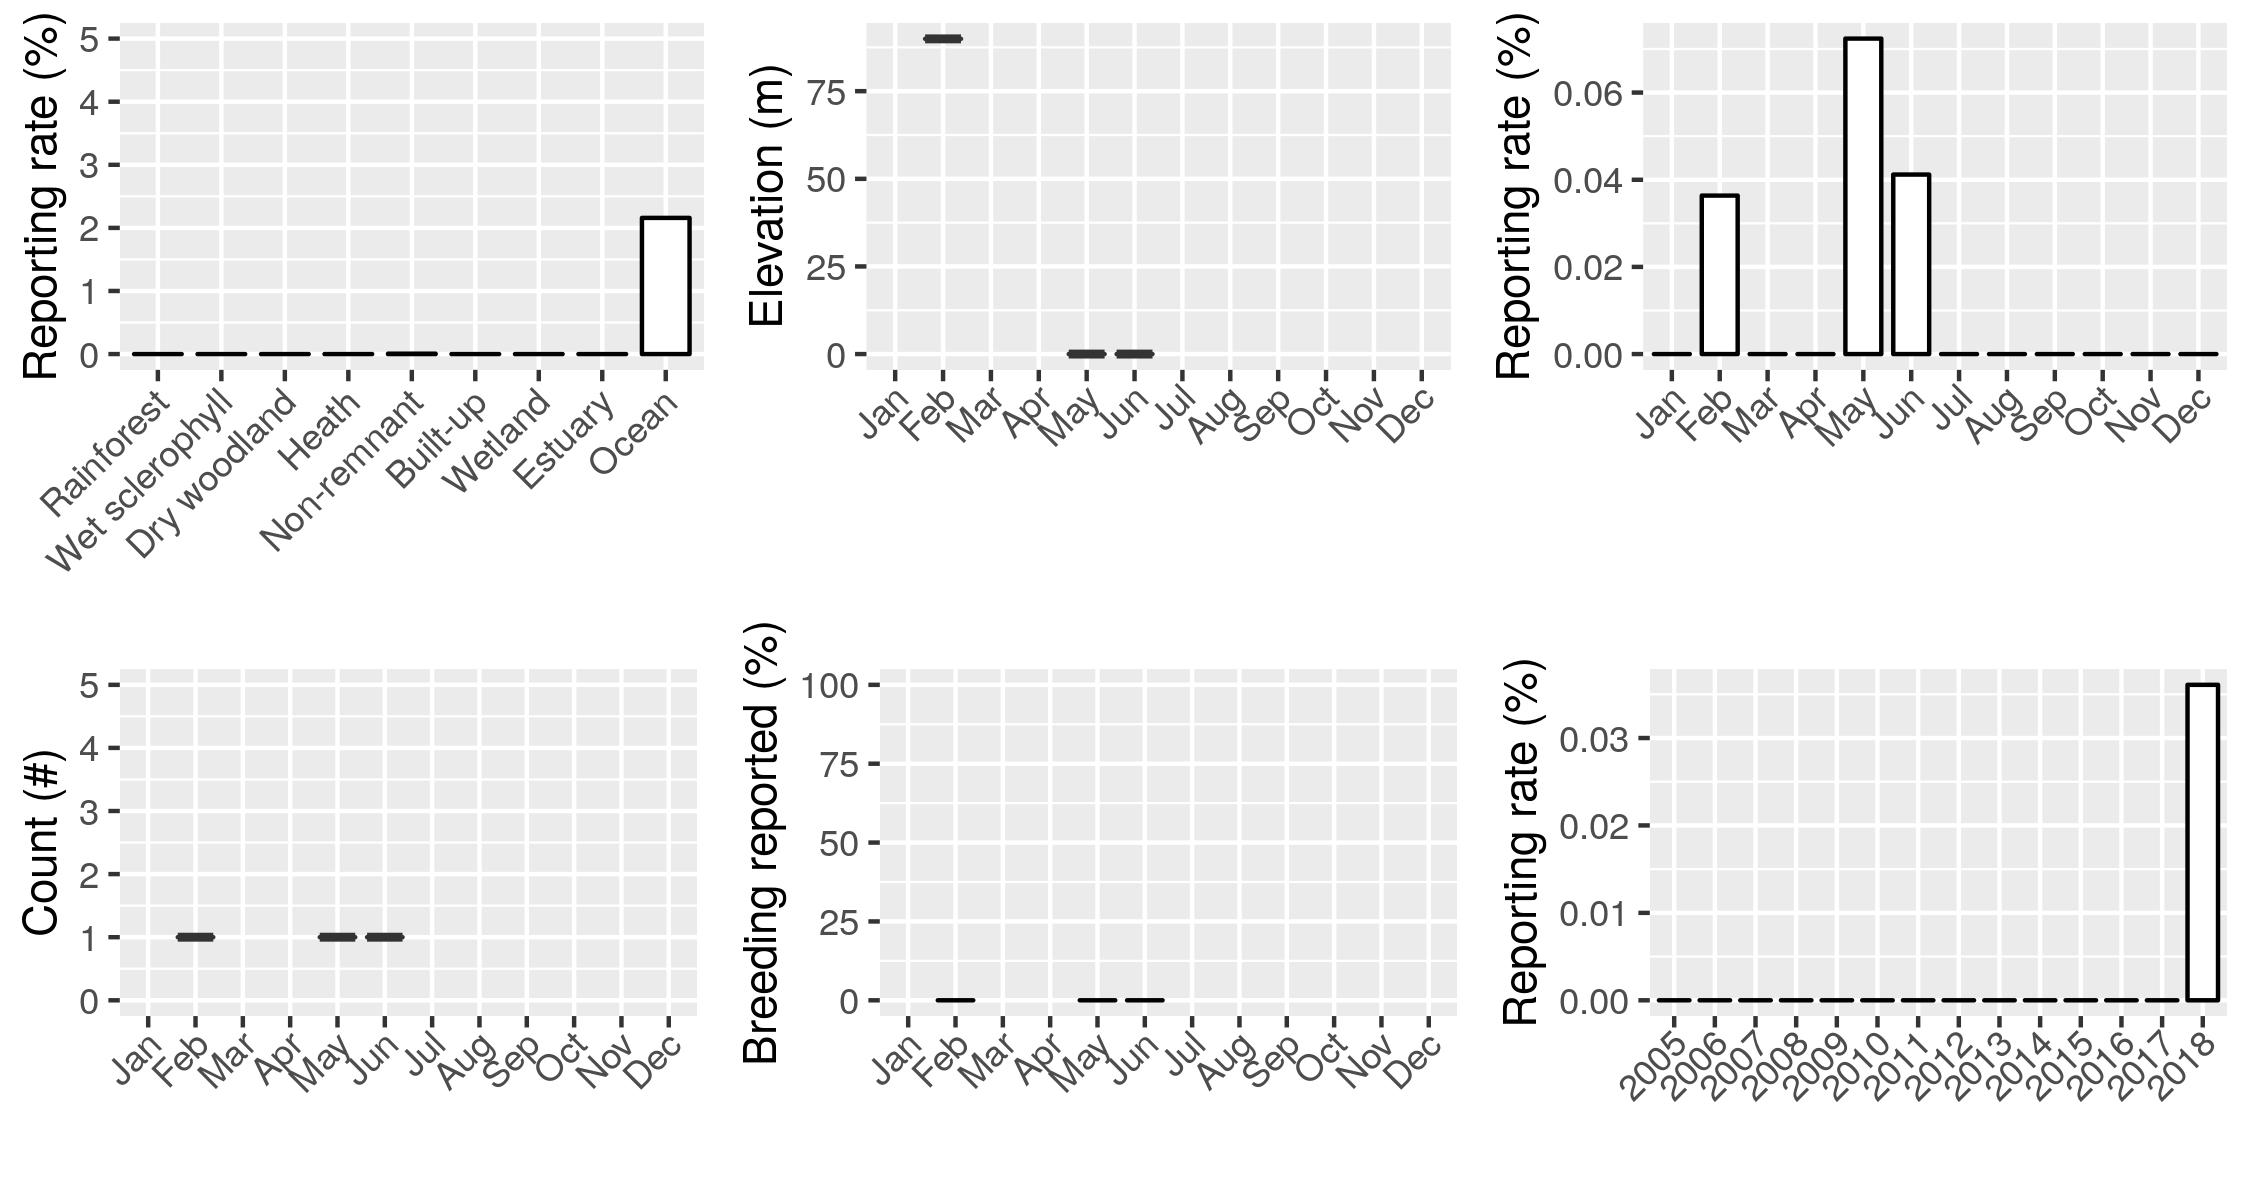 Reporting rate (%)
5
4
3
2
1
0
Rainforest
Wet sclerophyll
Dry woodland
Heath
Non-remnant
Built-up
Wetland
Estuary
Ocean
Elevation (m)
75
50
25
0
Jan
Feb
Mar
Apr
May
Jun
Jul
Aug
Sep
Oct
Nov
Dec
Reporting rate (%)
0.06
0.04
0.02
0.00
Jan
Feb
Mar
Apr
May
Jun
Jul
Aug
Sep
Oct
Nov
Dec
Count (#)
5
4
3
2
1
0
Jan
Feb
Mar
Apr
May
Jun
Jul
Aug
Sep
Oct
Nov
Dec
Breeding reported (%)
100
75
50
25
0
Jan
Feb
Mar
Apr
May
Jun
Jul
Aug
Sep
Oct
Nov
Dec
Reporting rate (%)
0.03
0.02
0.01
0.00
2005
2006
2007
2008
2009
2010
2011
2012
2013
2014
2015
2016
2017
2018